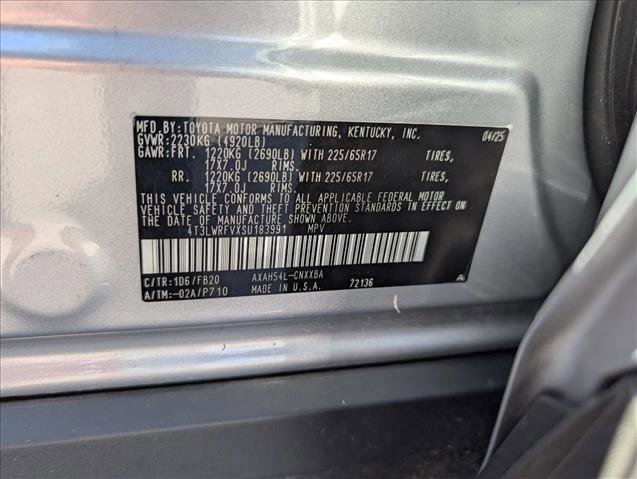 MFD.BY:TOYOTA MOTOR MANUFACTURING, KENTUCKY, INC. 04/25
GVWR:2230KG (4920LB)
GAWR:FRT. 1220KG (2690LB) WITH 225/65R17 TIRES,
17X7.0J RIMS.
RR. 1220KG (2690LB) WITH 225/65R17 TIRES,
17X7.0J RIMS.
THIS VEHICLE CONFORMS TO ALL APPLICABLE FEDERAL MOTOR
VEHICLE SAFETY AND THEFT PREVENTION STANDARDS IN EFFECT
ON THE DATE OF MANUFACTURE SHOWN ABOVE.
4T3LWRFVXSU183991 MPV
C/TR:1D6/FB20 AXAH54L-CNXXBA
A/TM:-02A/P710 MADE IN U.S.A. 72136 A